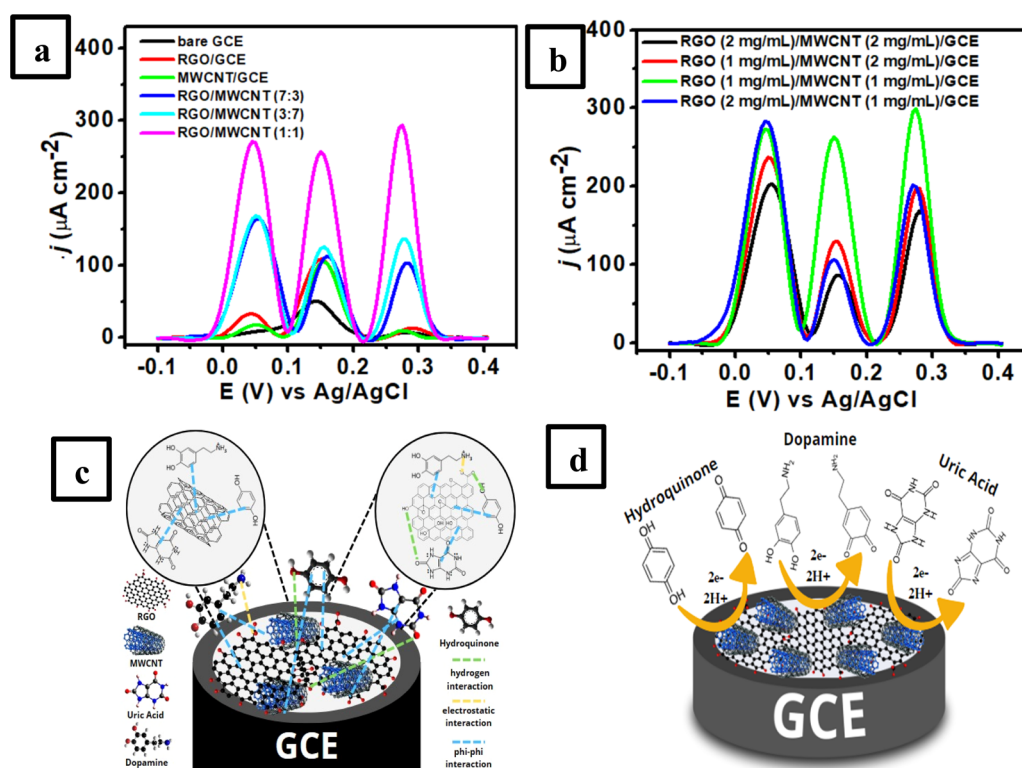 a
j (µA cm-2)
400
300
200
100
0
bare GCE
RGO/GCE
MWCNT/GCE
RGO/MWCNT (7:3)
RGO/MWCNT (3:7)
RGO/MWCNT (1:1)
-0.1 0.0 0.1 0.2 0.3 0.4
E (V) vs Ag/AgCl
b
j (µA cm-2)
400
300
200
100
0
RGO (2 mg/mL)/MWCNT (2 mg/mL)/GCE
RGO (1 mg/mL)/MWCNT (2 mg/mL)/GCE
RGO (1 mg/mL)/MWCNT (1 mg/mL)/GCE
RGO (2 mg/mL)/MWCNT (1 mg/mL)/GCE
-0.1 0.0 0.1 0.2 0.3 0.4
E (V) vs Ag/AgCl
c
RGO
MWCNT
Uric Acid
Dopamine
GCE
Hydroquinone
hydrogen
interaction
electrostatic
interaction
phi-phi
interaction
d
Hydroquinone
Dopamine
Uric Acid
OH
OH
O
O
NH2
HO
OH
NH2
O
O
2e-
2H+
2e-
2H+
2e-
2H+
GCE